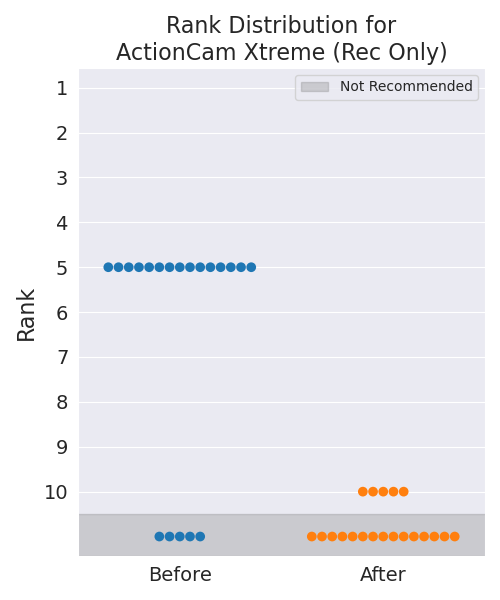 Rank Distribution for
ActionCam Xtreme (Rec Only)
Not Recommended
1
2
3
4
5
6
7
8
9
10
Rank
Before
After